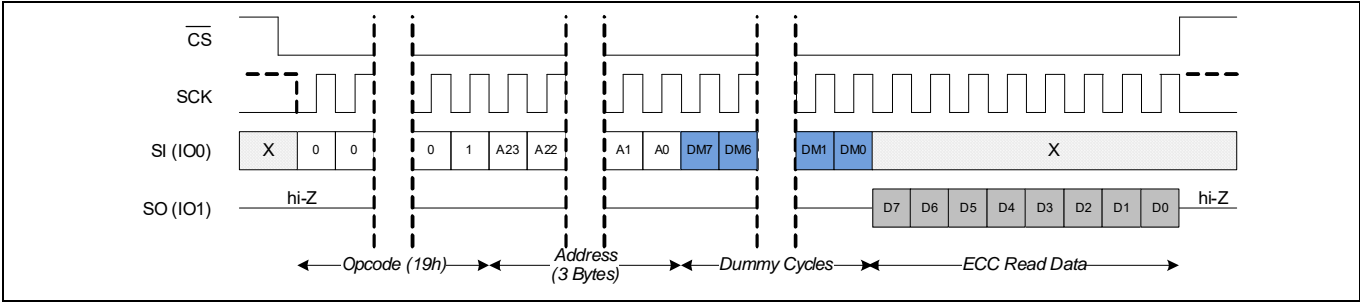 CS
SCK
SI (IO0) X 0 0 0 1 A23 A22 A1 A0 DM7 DM6 DM1 DM0 X
SO (IO1) hi-Z D7 D6 D5 D4 D3 D2 D1 D0 hi-Z
Opcode (19h) Address (3 Bytes) Dummy Cycles ECC Read Data